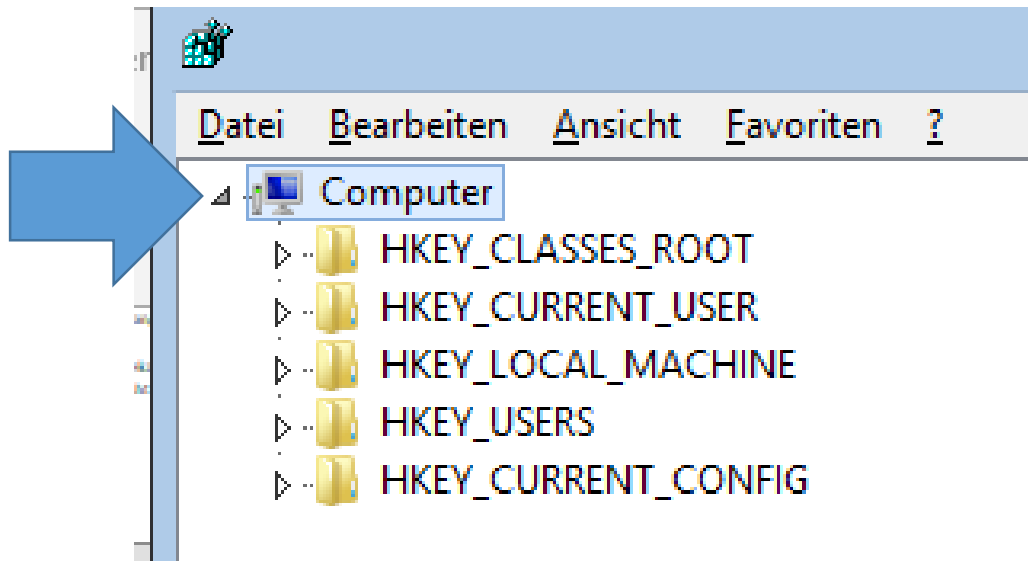 Datei Bearbeiten Ansicht Favoriten ?
Computer
HKEY_CLASSES_ROOT
HKEY_CURRENT_USER
HKEY_LOCAL_MACHINE
HKEY_USERS
HKEY_CURRENT_CONFIG